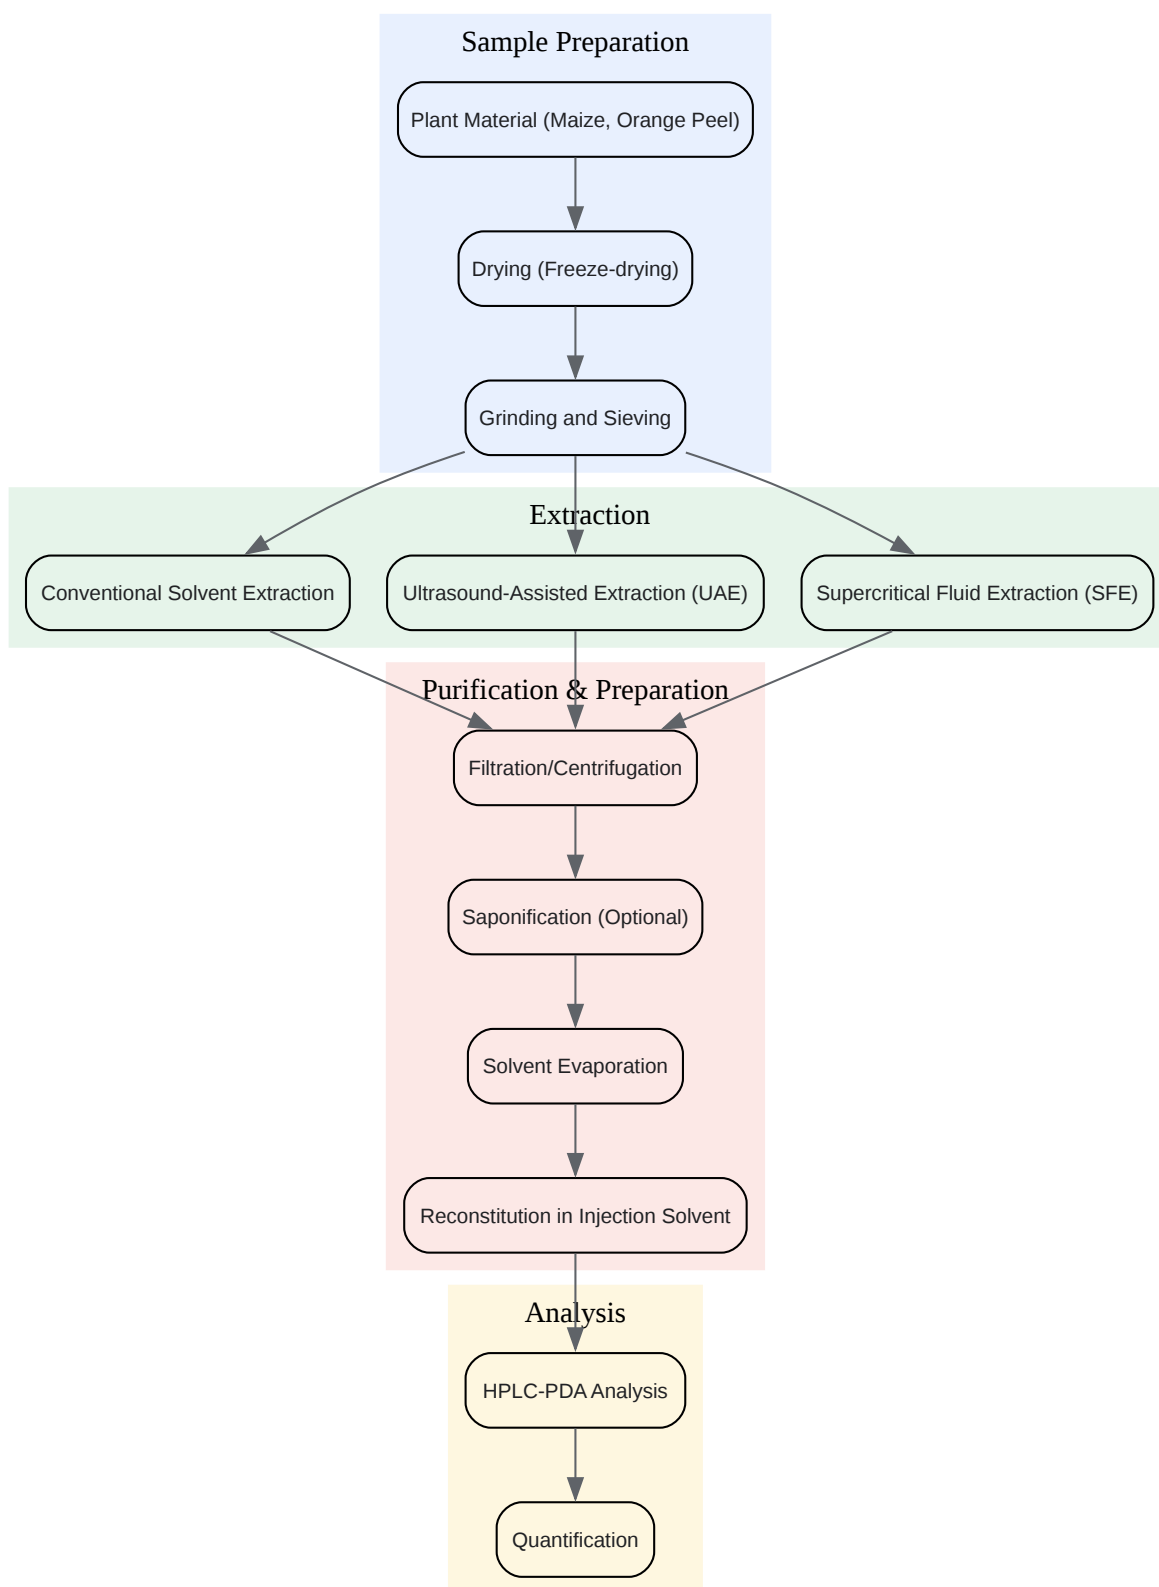 Sample Preparation
Plant Material (Maize, Orange Peel)
Drying (Freeze-drying)
Grinding and Sieving
Extraction
Conventional Solvent Extraction
Ultrasound-Assisted Extraction (UAE)
Supercritical Fluid Extraction (SFE)
Purification & Preparation
Filtration/Centrifugation
Saponification (Optional)
Solvent Evaporation
Reconstitution in Injection Solvent
Analysis
HPLC-PDA Analysis
Quantification